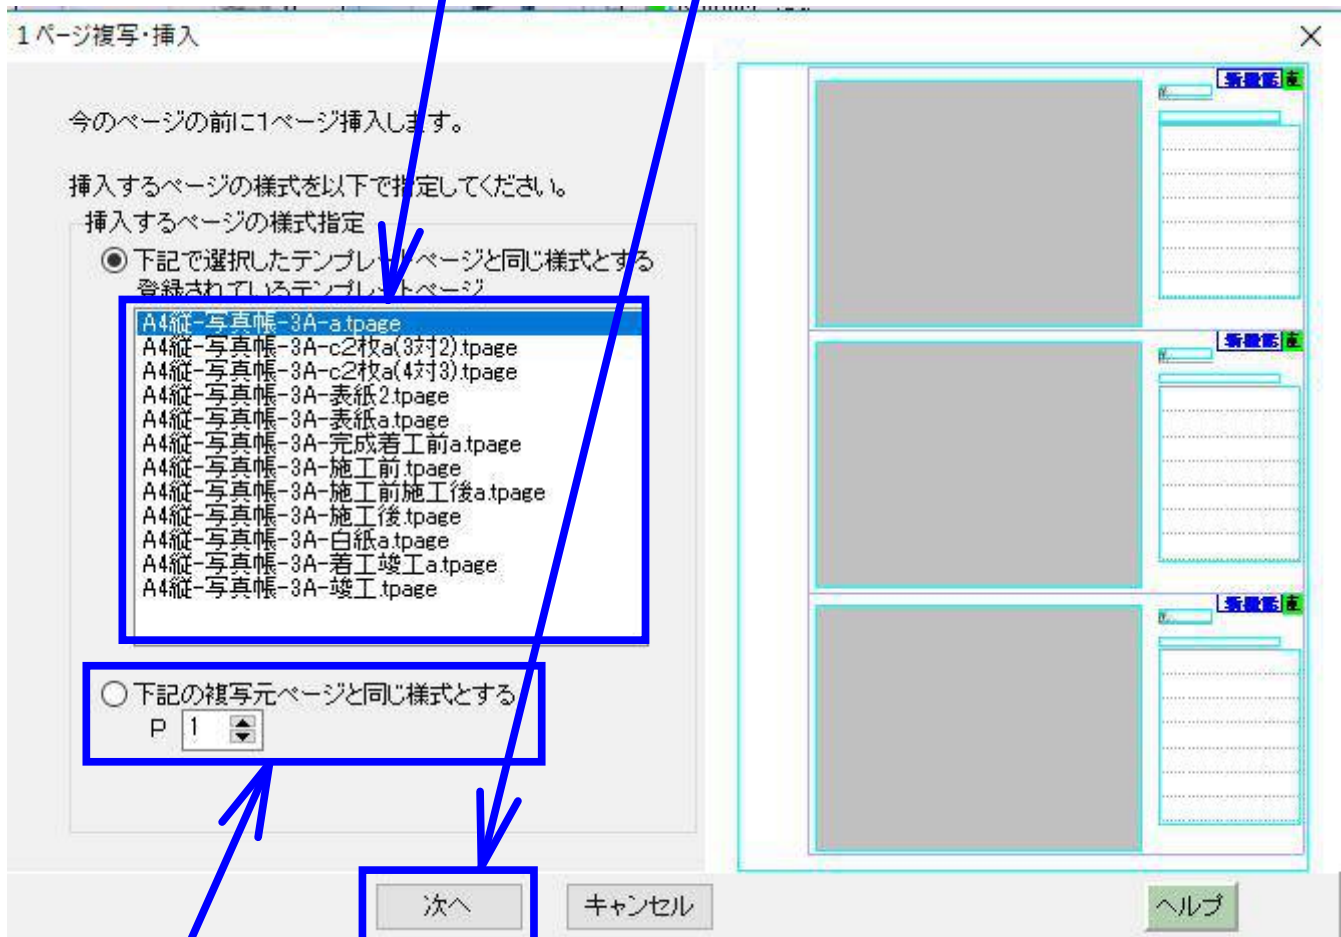 1ページ複写・挿入
今のページの前に1ページ挿入します。
挿入するページの様式を以下で指定してください。
挿入するページの様式指定
下記で選択したテンプレートページと同じ様式とする
登録されているテンプレートページ
A4縦-写真帳-3A-a.tpage
A4縦-写真帳-3A-c2枚a(3対2).tpage
A4縦-写真帳-3A-c2枚a(4対3).tpage
A4縦-写真帳-3A-表紙2.tpage
A4縦-写真帳-3A-表紙a.tpage
A4縦-写真帳-3A-完成着工前a.tpage
A4縦-写真帳-3A-施工前.tpage
A4縦-写真帳-3A-施工前施工後a.tpage
A4縦-写真帳-3A-施工後.tpage
A4縦-写真帳-3A-白紙a.tpage
A4縦-写真帳-3A-着工竣工a.tpage
A4縦-写真帳-3A-竣工.tpage
下記の複写元ページと同じ様式とする
P 1
次へ
キャンセル
ヘルプ